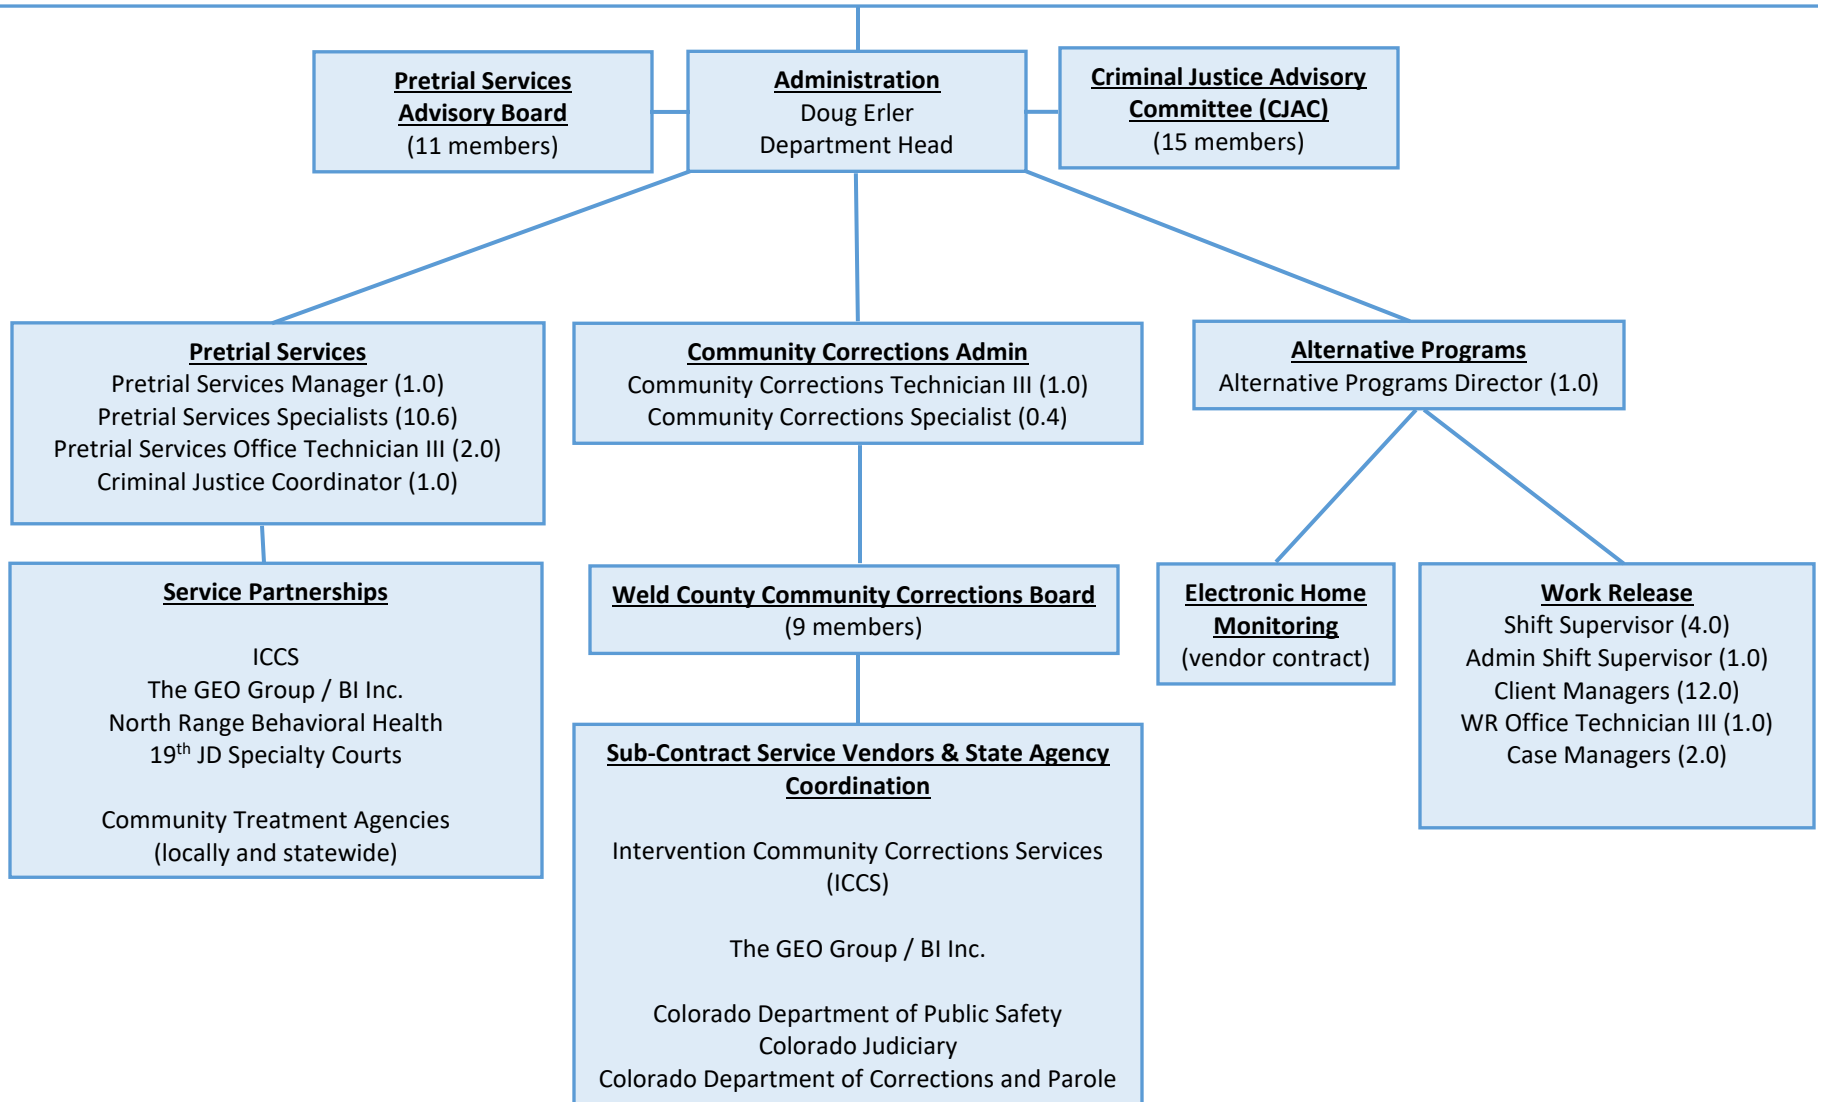 Pretrial Services
Advisory Board
(11 members)
Administration
Doug Erler
Department Head
Criminal Justice Advisory
Committee (CJAC)
(15 members)
Pretrial Services
Pretrial Services Manager (1.0)
Pretrial Services Specialists (10.6)
Pretrial Services Office Technician III (2.0)
Criminal Justice Coordinator (1.0)
Community Corrections Admin
Community Corrections Technician III (1.0)
Community Corrections Specialist (0.4)
Alternative Programs
Alternative Programs Director (1.0)
Service Partnerships
ICCS
The GEO Group / BI Inc.
North Range Behavioral Health
19th JD Specialty Courts
Community Treatment Agencies
(locally and statewide)
Weld County Community Corrections Board
(9 members)
Electronic Home
Monitoring
(vendor contract)
Work Release
Shift Supervisor (4.0)
Admin Shift Supervisor (1.0)
Client Managers (12.0)
WR Office Technician III (1.0)
Case Managers (2.0)
Sub-Contract Service Vendors & State Agency
Coordination
Intervention Community Corrections Services
(ICCS)
The GEO Group / BI Inc.
Colorado Department of Public Safety
Colorado Judiciary
Colorado Department of Corrections and Parole